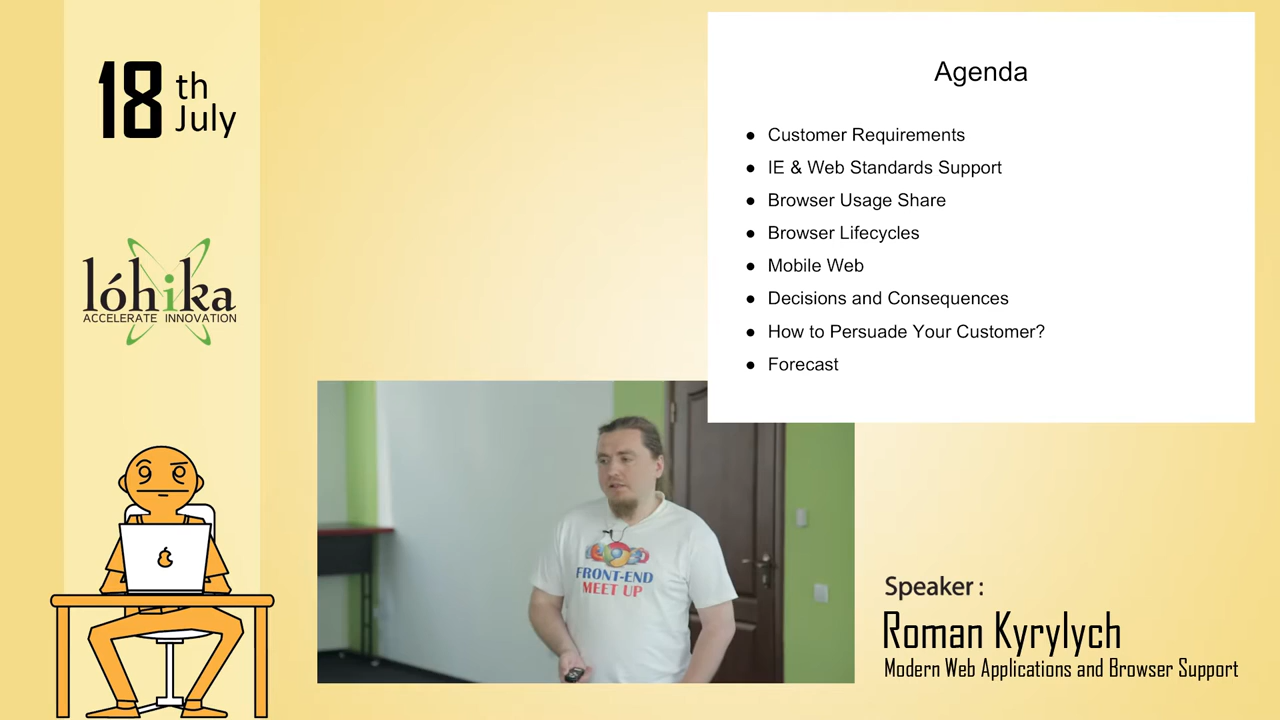 18 th
July
lóhika
ACCELERATE INNOVATION
Agenda
● Customer Requirements
● IE & Web Standards Support
● Browser Usage Share
● Browser Lifecycles
● Mobile Web
● Decisions and Consequences
● How to Persuade Your Customer?
● Forecast
FRONT-END
MEET UP
Speaker :
Roman Kyrylych
Modern Web Applications and Browser Support